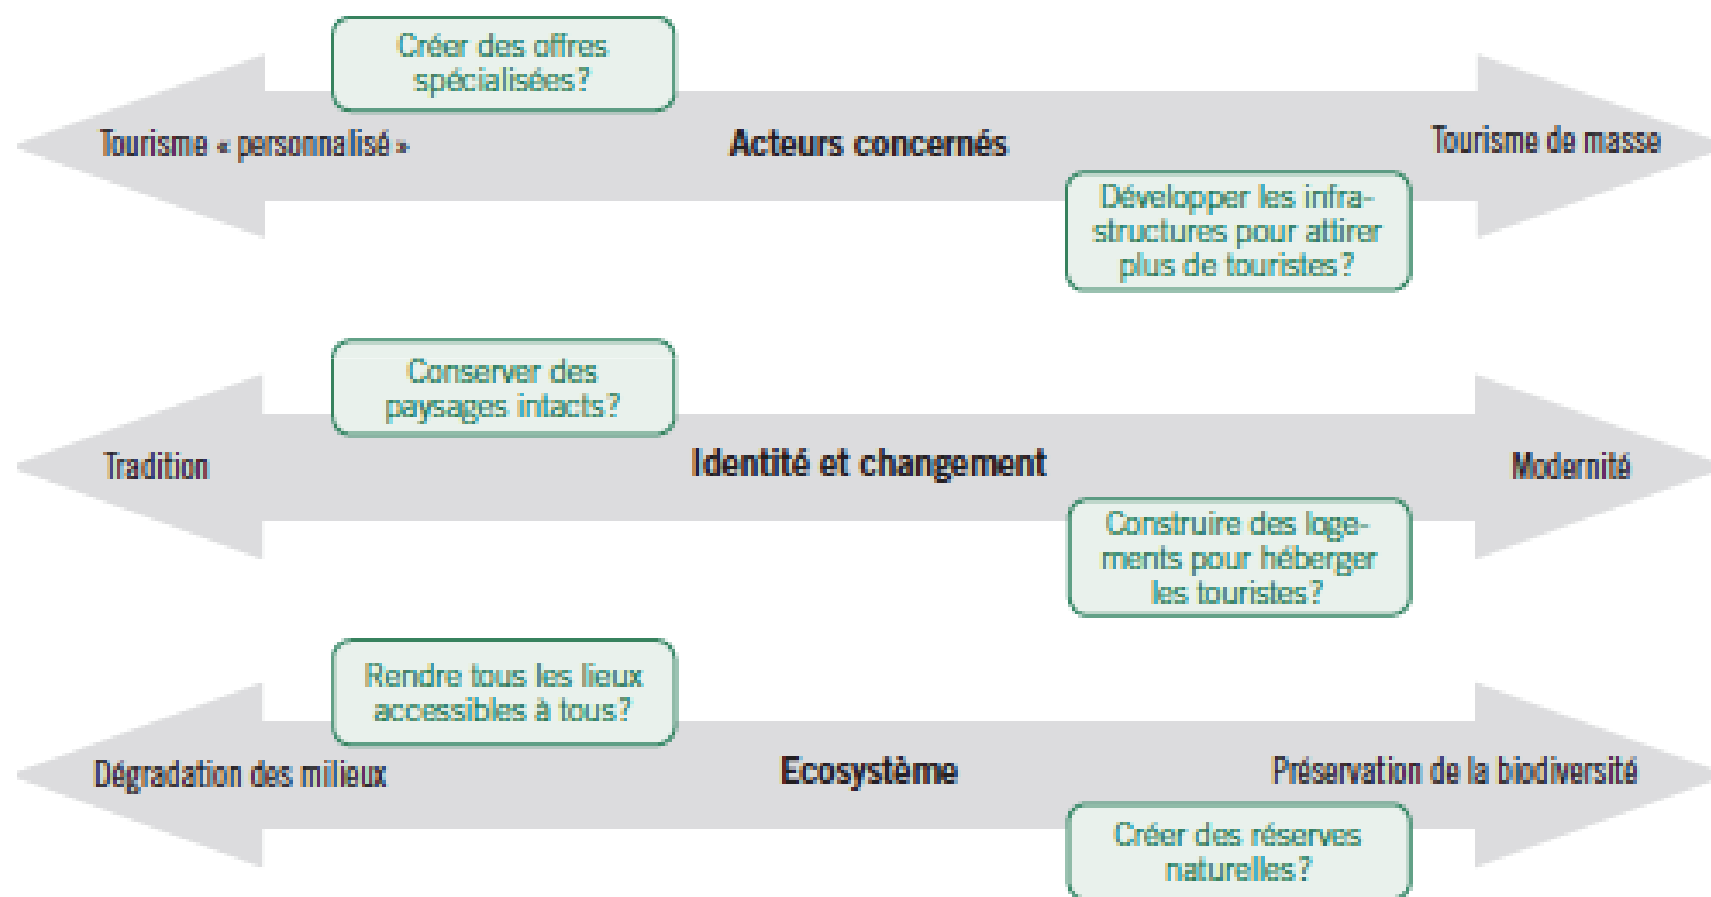 Créer des offres
spécialisées?
Tourisme « personnalisé »
Acteurs concernés
Tourisme de masse
Développer les infra-
structures pour attirer
plus de touristes?
Conserver des
paysages intacts?
Tradition
Identité et changement
Modernité
Construire des loge-
ments pour héberger
les touristes?
Rendre tous les lieux
accessibles à tous?
Dégradation des milieux
Ecosystème
Préservation de la biodiversité
Créer des réserves
naturelles?